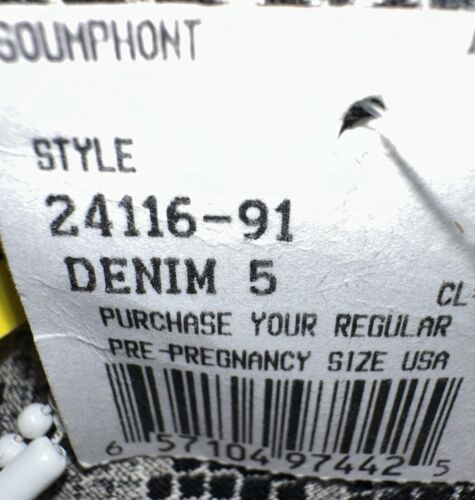 SOUMPHONT
STYLE
24116-91
DENIM 5
CL-
PURCHASE YOUR REGULAR
PRE-PREGNANCY SIZE USA
6 57104 97442 5